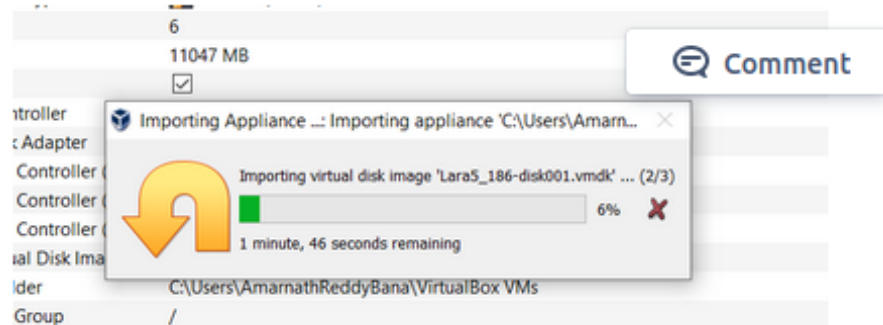 6
11047 MB
Comment
ntroller
Importing Appliance ...: Importing appliance 'C:\Users\Amarn...
k Adapter
Controller (
Importing virtual disk image 'Lara5_186-disk001.vmdk' ... (2/3)
Controller (
6%
Controller (
1 minute, 46 seconds remaining
ual Disk Ima
lder
C:\Users\AmarnathReddyBana\VirtualBox VMs
Group
/